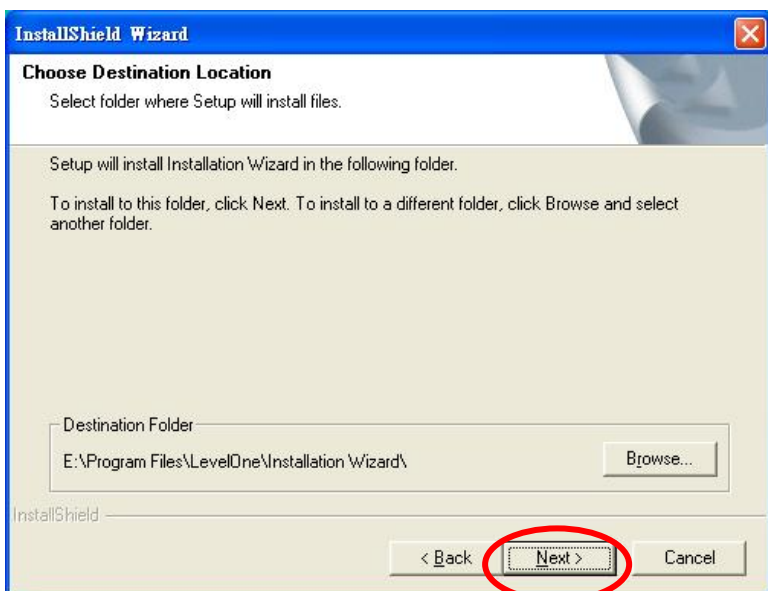 InstallShield Wizard
Choose Destination Location
Select folder where Setup will install files.
Setup will install Installation Wizard in the following folder.
To install to this folder, click Next. To install to a different folder, click Browse and select
another folder.
Destination Folder
E:\Program Files\LevelOne\Installation Wizard\
Browse...
InstallShield
< Back
Next >
Cancel